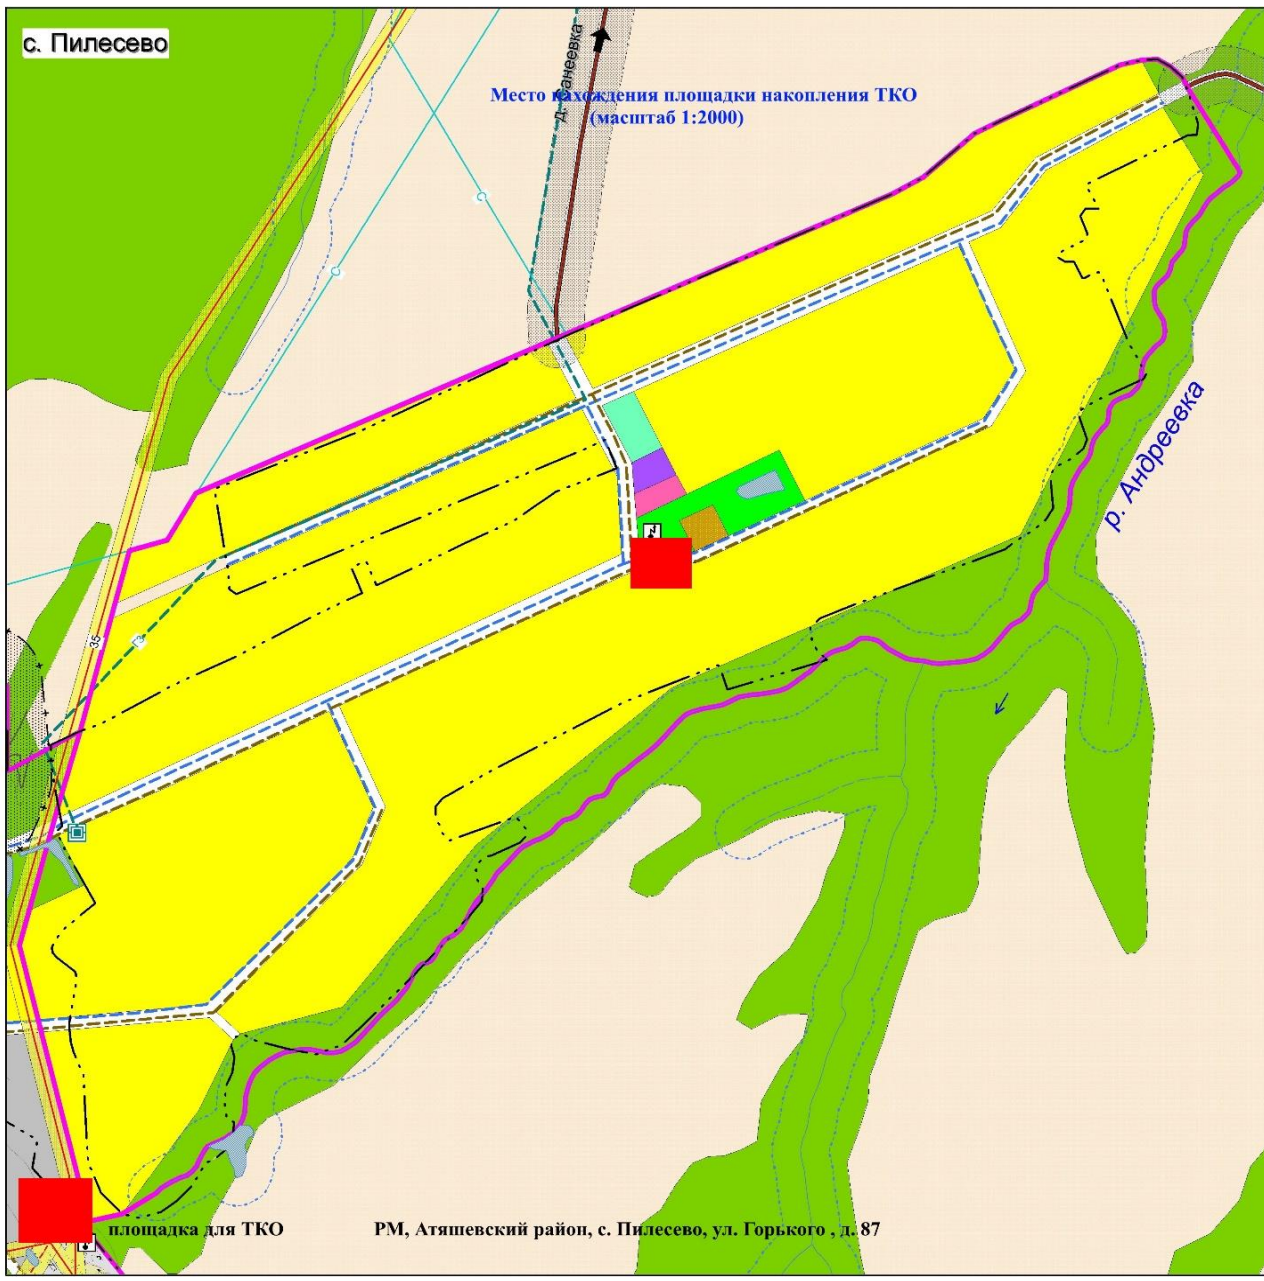 с. Пилесево
д. Санеевка
Место нахождения площадки накопления ТКО
(масштаб 1:2000)
С
С
р. Андреевка
35
площадка для ТКО
РМ, Атяшевский район, с. Пилесево, ул. Горького , д. 87